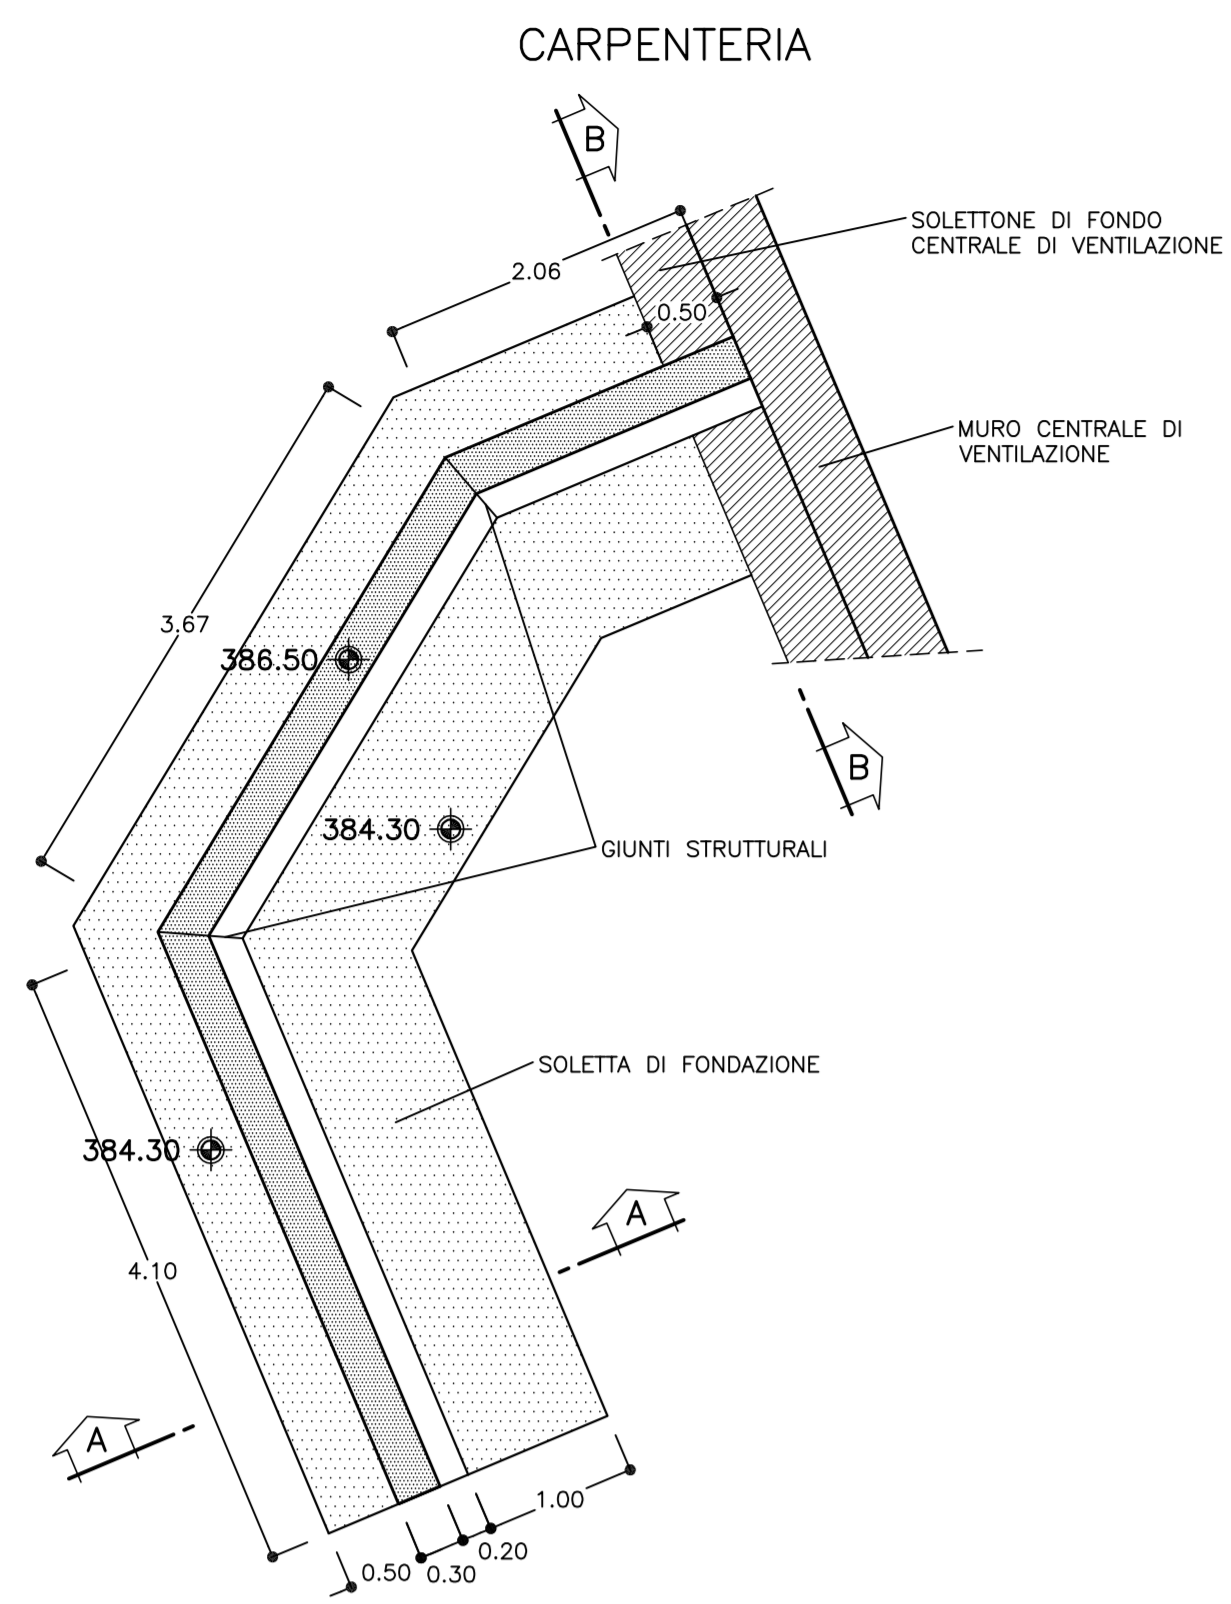 CARPENTERIA
B
SOLETTONE DI FONDO
CENTRALE DI VENTILAZIONE
2.06
0.50
MURO CENTRALE DI
VENTILAZIONE
3.67
386.50
B
384.30
GIUNTI STRUTTURALI
SOLETTA DI FONDAZIONE
384.30
A
4.10
A
1.00
0.20
0.50
0.30